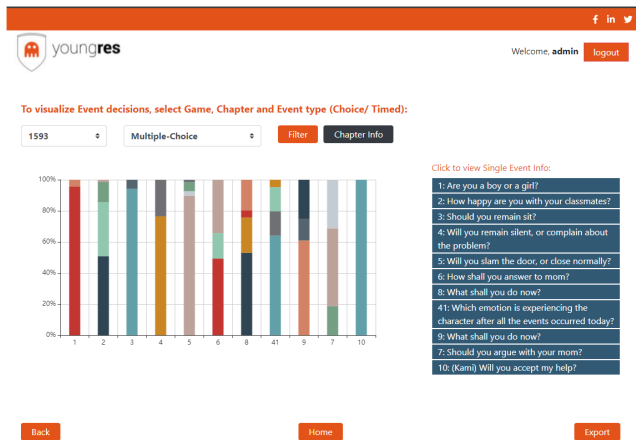 youngres
Welcome, admin
logout
To visualize Event decisions, select Game, Chapter and Event type (Choice/ Timed):
1593
Multiple-Choice
Filter
Chapter Info
100%
80%
60%
40%
20%
0%
1 2 3 4 5 6 8 41 9 7 10
Click to view Single Event Info:
1: Are you a boy or a girl?
2: How happy are you with your classmates?
3: Should you remain sit?
4: Will you remain silent, or complain about
the problem?
5: Will you slam the door, or close normally?
6: How shall you answer to mom?
8: What shall you do now?
41: Which emotion is experiencing the
character after all the events occurred today?
9: What shall you do now?
7: Should you argue with your mom?
10: (Kami) Will you accept my help?
Back
Home
Export